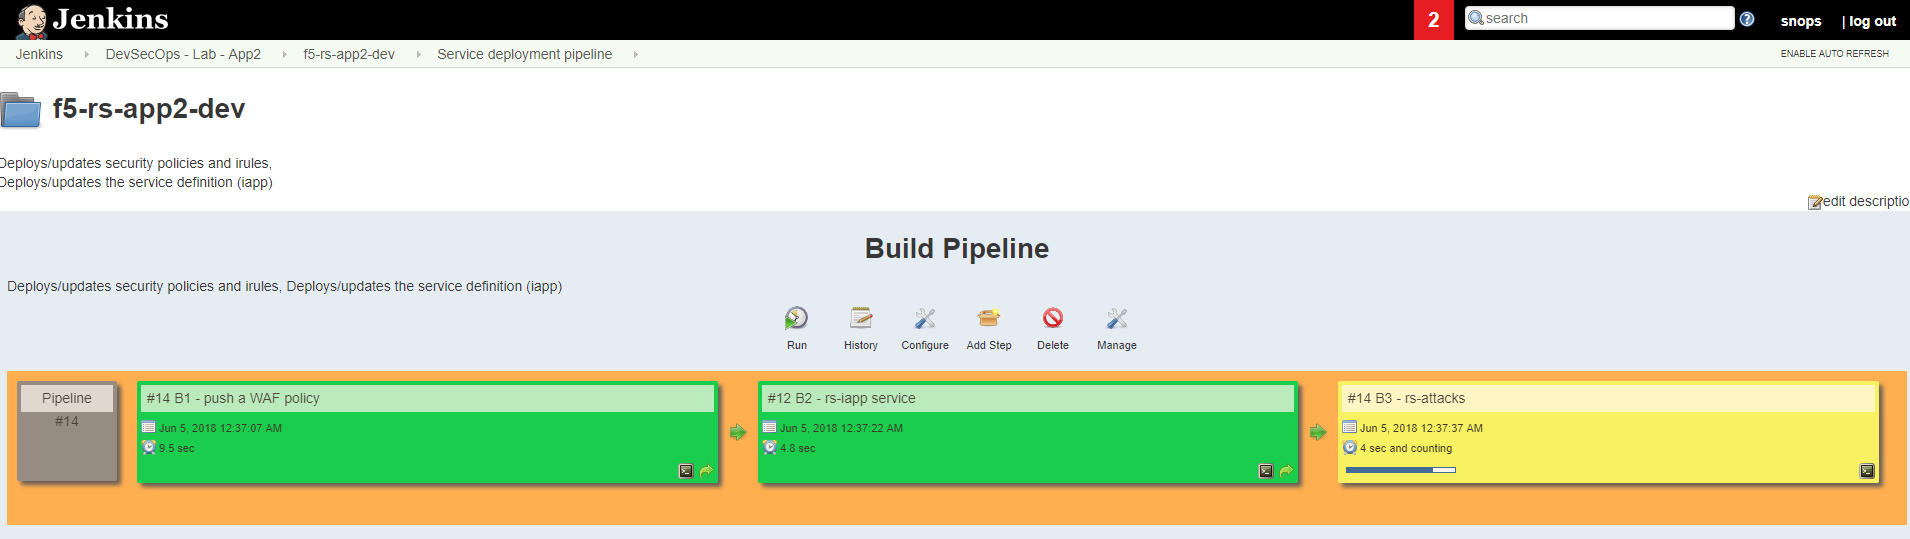 Jenkins
2
search
snops
| log out
Jenkins
DevSecOps - Lab - App2
f5-rs-app2-dev
Service deployment pipeline
ENABLE AUTO REFRESH
f5-rs-app2-dev
Deploys/updates security policies and irules,
Deploys/updates the service definition (iapp)
edit descriptio
Build Pipeline
Deploys/updates security policies and irules, Deploys/updates the service definition (iapp)
Run
History
Configure
Add Step
Delete
Manage
Pipeline
#14
#14 B1 - push a WAF policy
Jun 5, 2018 12:37:07 AM
9.5 sec
#12 B2 - rs-iapp service
Jun 5, 2018 12:37:22 AM
4.8 sec
#14 B3 - rs-attacks
Jun 5, 2018 12:37:37 AM
4 sec and counting